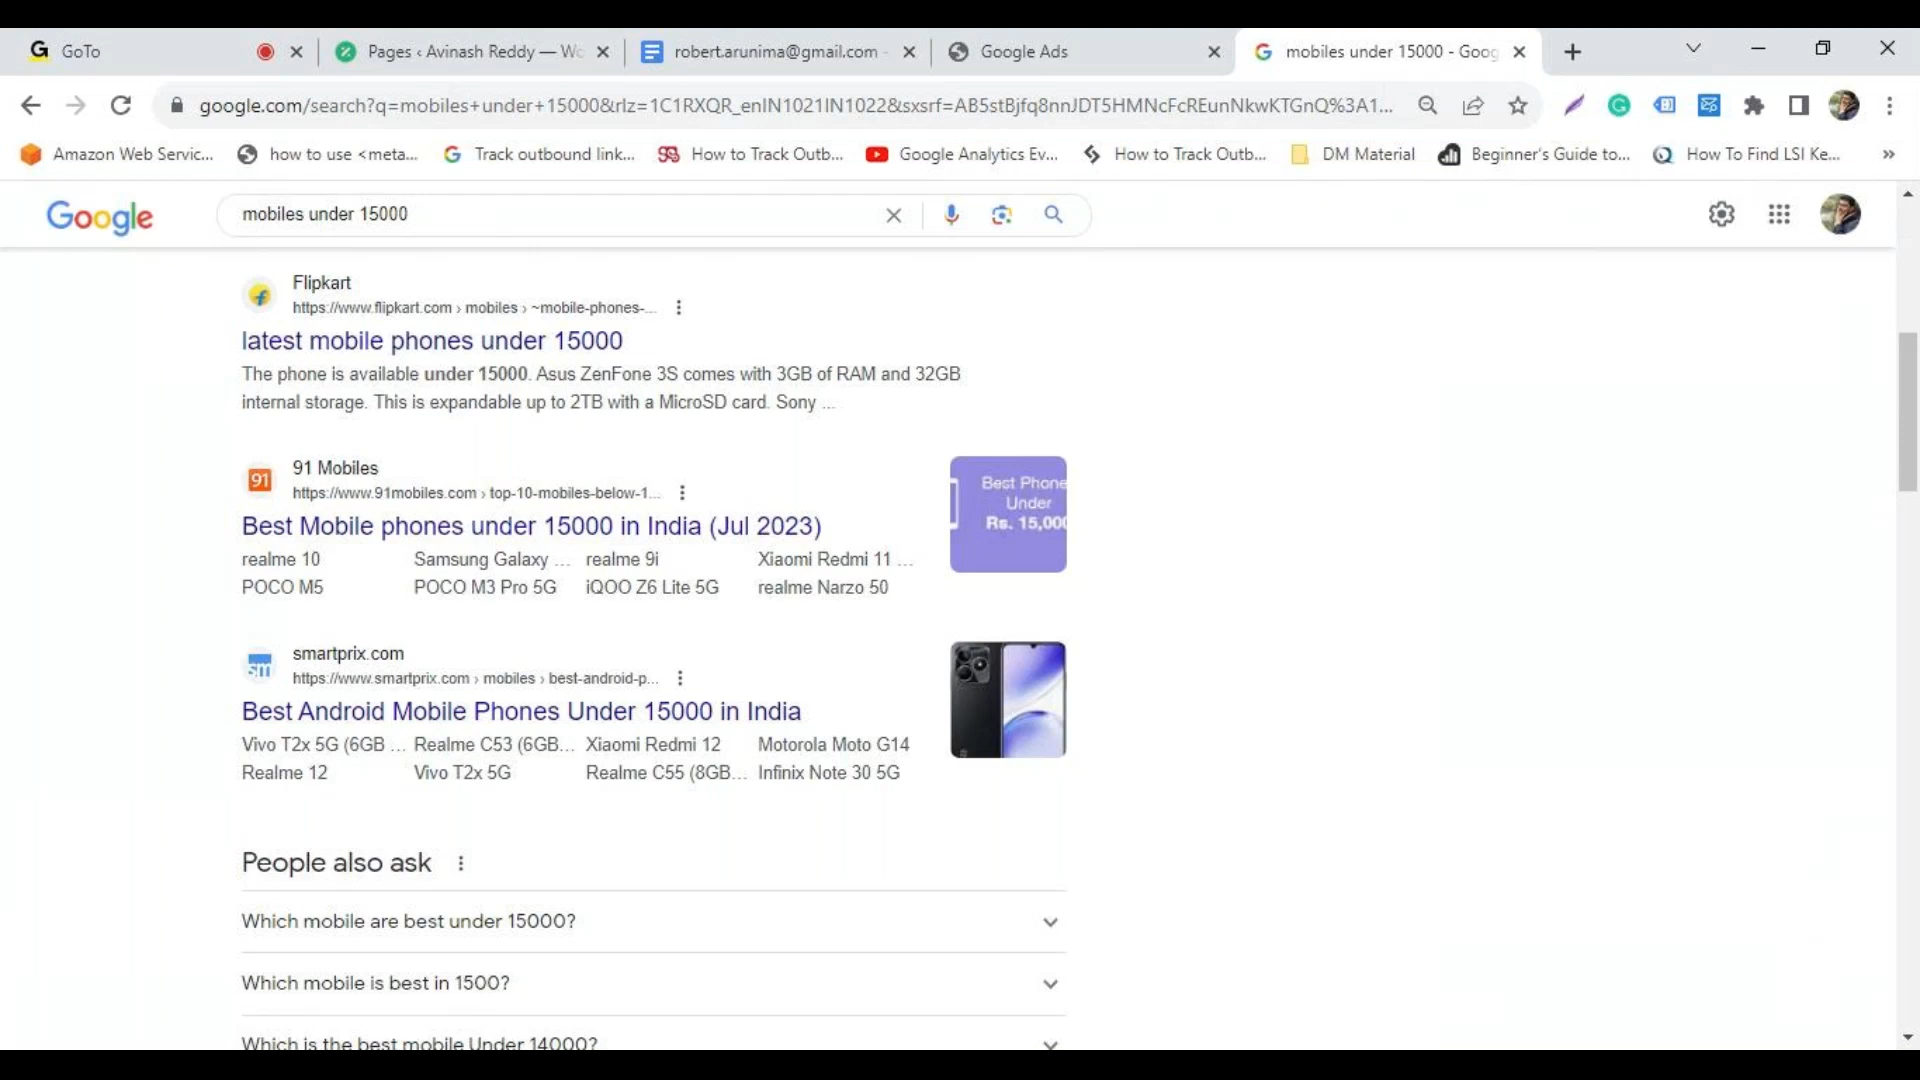 GoTo
Pages ‹ Avinash Reddy — Wo
robert.arunima@gmail.com -
Google Ads
mobiles under 15000 - Goog
google.com/search?q=mobiles+under+15000&rlz=1C1RXQR_enIN1021IN1022&sxsrf=AB5stBjfq8nnJDT5HMNcFcREunNkwKTGnQ%3A1...
Amazon Web Servic...
how to use <meta...
Track outbound link...
How to Track Outb...
Google Analytics Ev...
How to Track Outb...
DM Material
Beginner's Guide to...
How To Find LSI Ke...
»
Google
mobiles under 15000
Flipkart
https://www.flipkart.com › mobiles › ~mobile-phones-...
latest mobile phones under 15000
The phone is available under 15000. Asus ZenFone 3S comes with 3GB of RAM and 32GB
internal storage. This is expandable up to 2TB with a MicroSD card. Sony ...
91
91 Mobiles
https://www.91mobiles.com › top-10-mobiles-below-1...
Best Mobile phones under 15000 in India (Jul 2023)
realme 10 Samsung Galaxy ... realme 9i Xiaomi Redmi 11 ...
POCO M5 POCO M3 Pro 5G iQOO Z6 Lite 5G realme Narzo 50
Best Phone
Under
Rs. 15,000
sm
smartprix.com
https://www.smartprix.com › mobiles › best-android-p...
Best Android Mobile Phones Under 15000 in India
Vivo T2x 5G (6GB ... Realme C53 (6GB... Xiaomi Redmi 12 Motorola Moto G14
Realme 12 Vivo T2x 5G Realme C55 (8GB... Infinix Note 30 5G
People also ask
Which mobile are best under 15000?
Which mobile is best in 1500?
Which is the best mobile Under 14000?